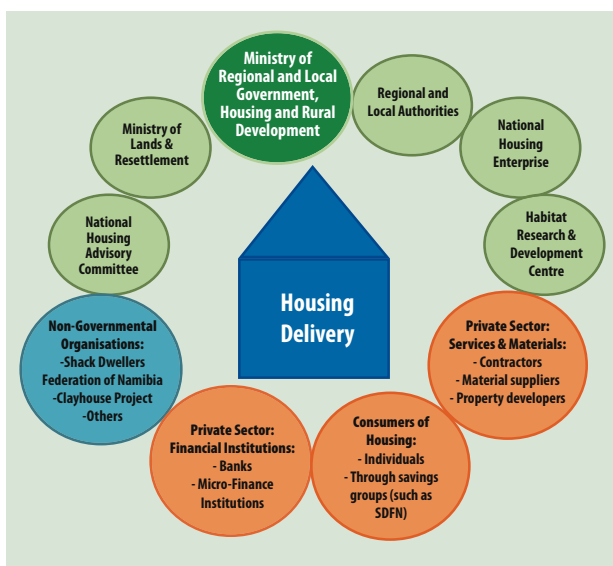 Ministry of
Regional and Local
Government,
Housing and Rural
Development
Regional and
Local Authorities
National
Housing
Enterprise
Habitat
Research &
Development
Centre
Private Sector:
Services & Materials:
- Contractors
- Material suppliers
- Property developers
Consumers of
Housing:
- Individuals
- Through savings
groups (such as
SDFN)
Private Sector:
Financial Institutions:
- Banks
- Micro-Finance
Institutions
Non-Governmental
Organisations:
-Shack Dwellers
Federation of Namibia
-Clayhouse Project
-Others
National
Housing
Advisory
Committee
Ministry of
Lands &
Resettlement
Housing
Delivery